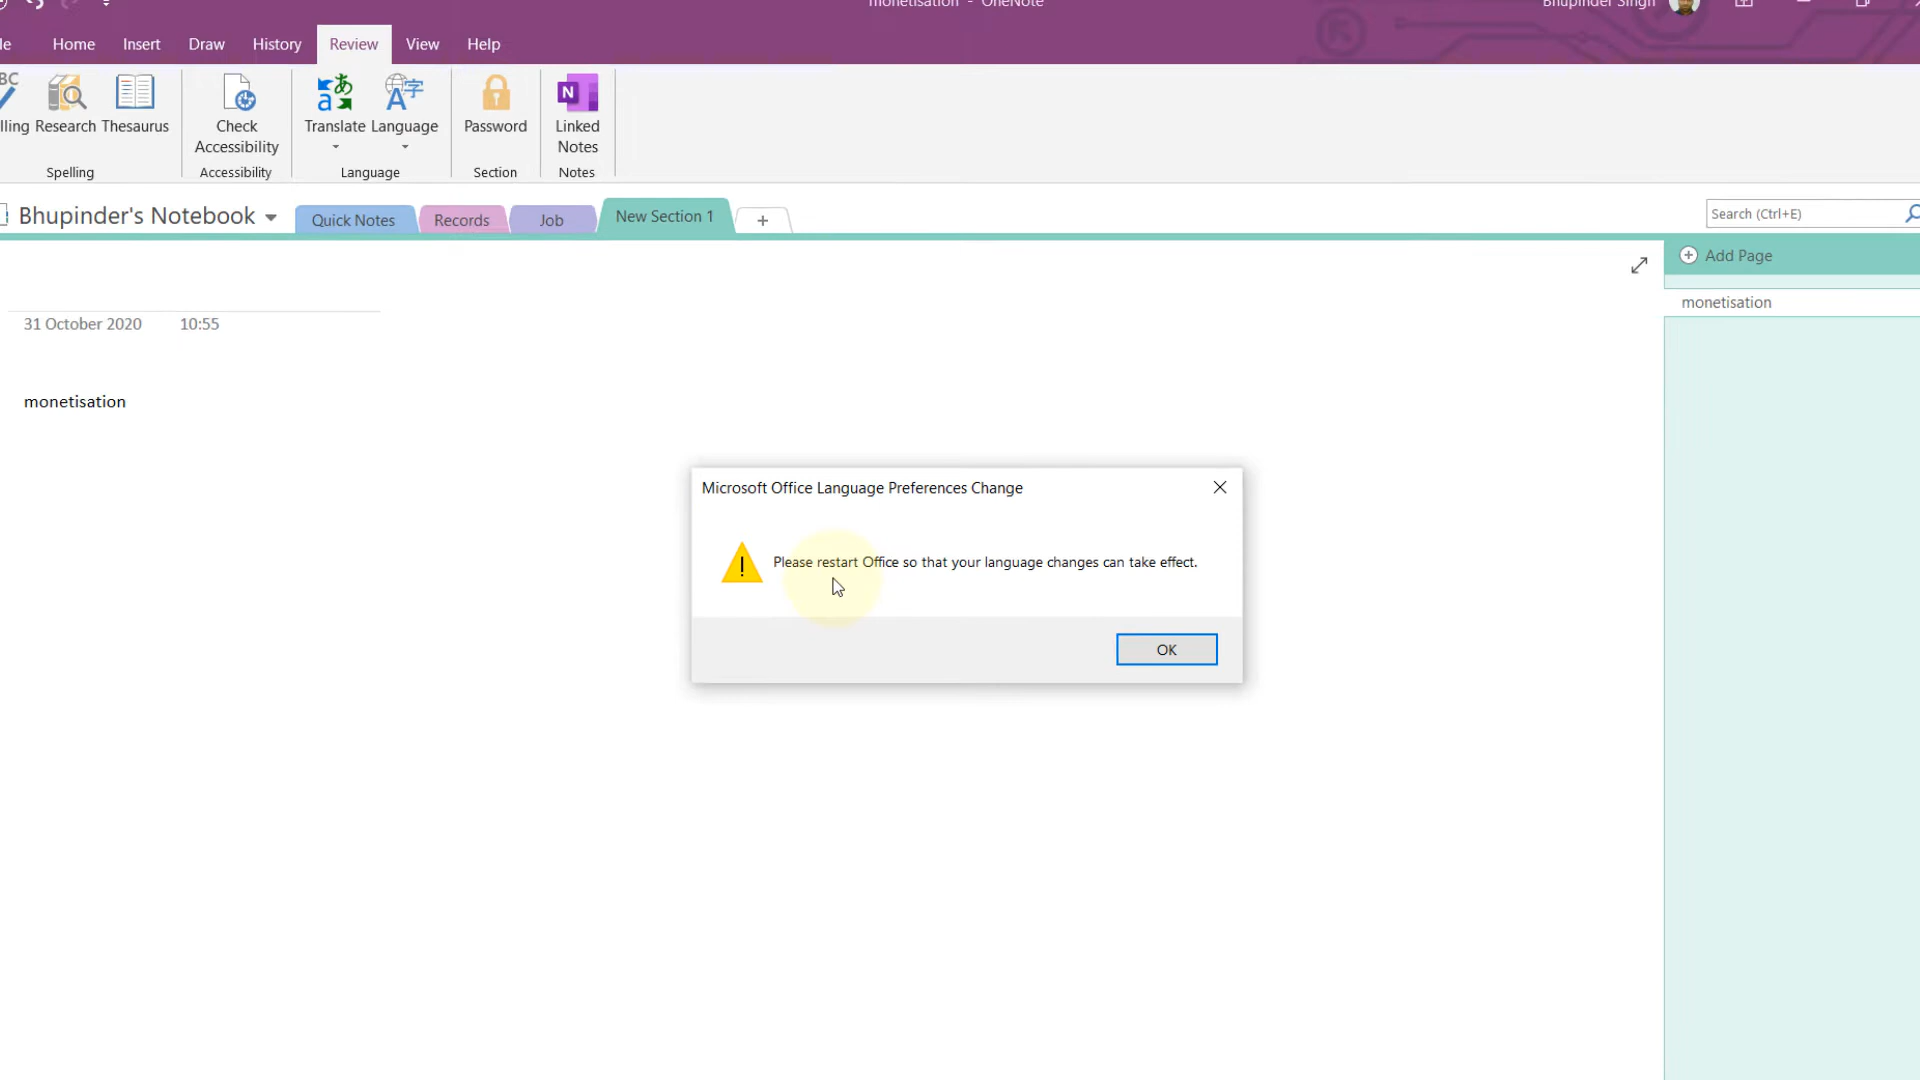 monetisation - OneNote
Bhupinder Singh
Home Insert Draw History Review View Help
Research Thesaurus
Check Accessibility
Translate Language
Password
Linked Notes
Spelling Accessibility Language Section Notes
Bhupinder's Notebook
Quick Notes Records Job New Section 1 +
Search (Ctrl+E)
Add Page
monetisation
31 October 2020 10:55
monetisation
Microsoft Office Language Preferences Change
Please restart Office so that your language changes can take effect.
OK